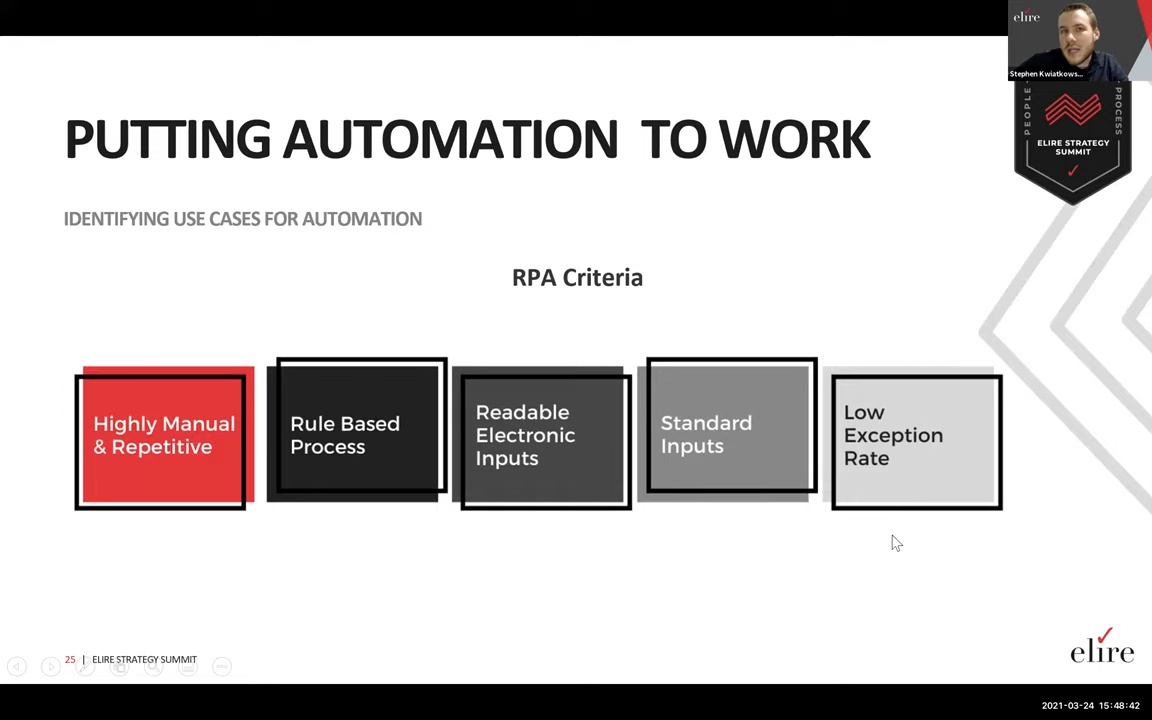 elire
Stephen Kwiatkows...
PEOPLE
PROCESS
ELIRE STRATEGY
SUMMIT
PUTTING AUTOMATION TO WORK
IDENTIFYING USE CASES FOR AUTOMATION
RPA Criteria
Highly Manual
& Repetitive
Rule Based
Process
Readable
Electronic
Inputs
Standard
Inputs
Low
Exception
Rate
25 | ELIRE STRATEGY SUMMIT
elire
2021-03-24 15:48:42